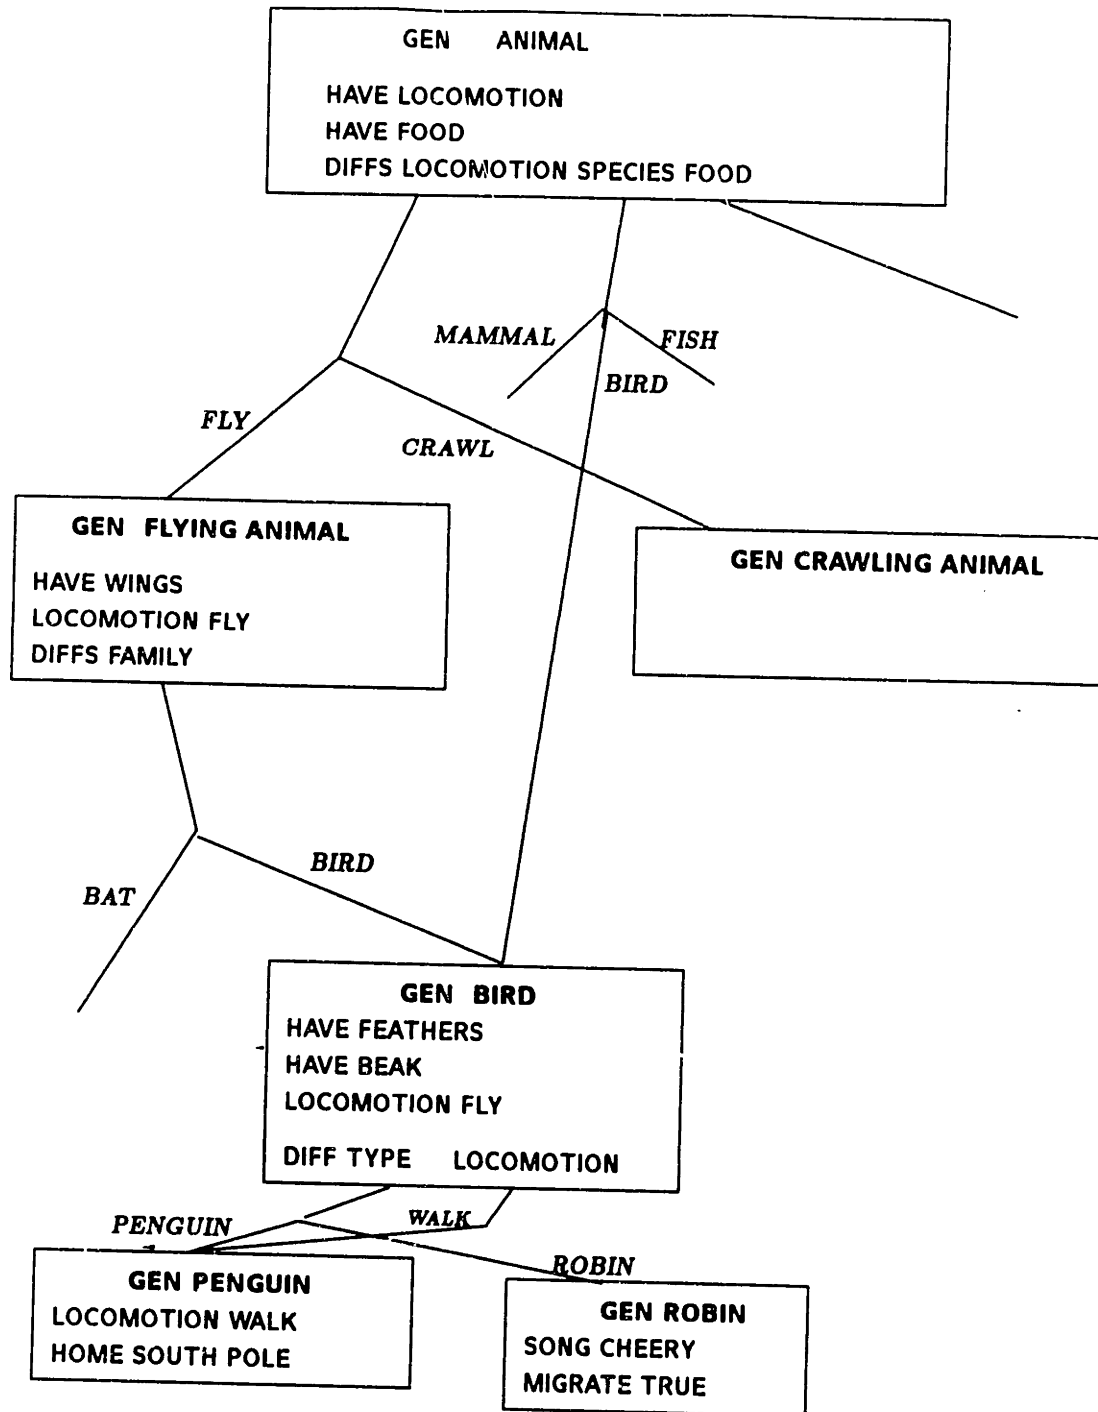 GEN ANIMAL
HAVE LOCOMOTION
HAVE FOOD
DIFFS LOCOMOTION SPECIES FOOD
MAMMAL
FISH
BIRD
FLY
CRAWL
GEN FLYING ANIMAL
HAVE WINGS
LOCOMOTION FLY
DIFFS FAMILY
GEN CRAWLING ANIMAL
BIRD
BAT
GEN BIRD
HAVE FEATHERS
HAVE BEAK
LOCOMOTION FLY
DIFF TYPE LOCOMOTION
PENGUIN
WALK
ROBIN
GEN PENGUIN
LOCOMOTION WALK
HOME SOUTH POLE
GEN ROBIN
SONG CHEERY
MIGRATE TRUE